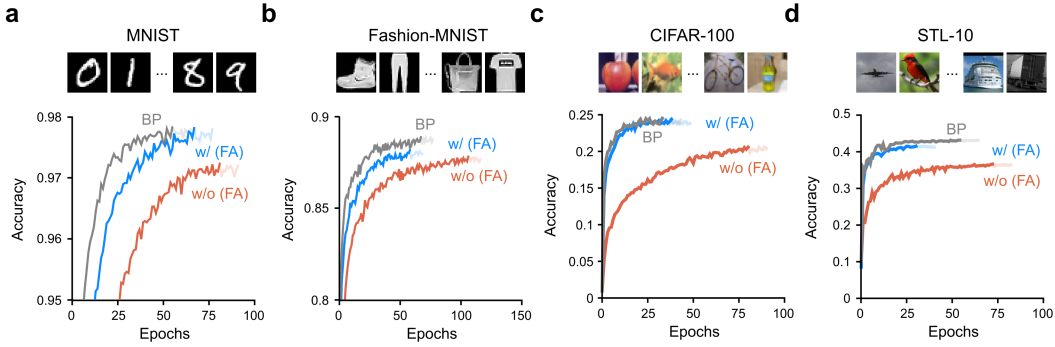 a
MNIST
...
0.98
0.97
0.96
0.95
Accuracy
BP
w/ (FA)
w/o (FA)
0
25
50
75
100
Epochs
b
Fashion-MNIST
...
0.9
0.85
0.8
Accuracy
BP
w/ (FA)
w/o (FA)
0
50
100
150
Epochs
c
CIFAR-100
...
0.25
0.2
0.15
0.1
0.05
0
Accuracy
BP
w/ (FA)
w/o (FA)
0
25
50
75
100
Epochs
d
STL-10
...
0.5
0.4
0.3
0.2
0.1
0
Accuracy
BP
w/ (FA)
w/o (FA)
0
25
50
75
100
Epochs